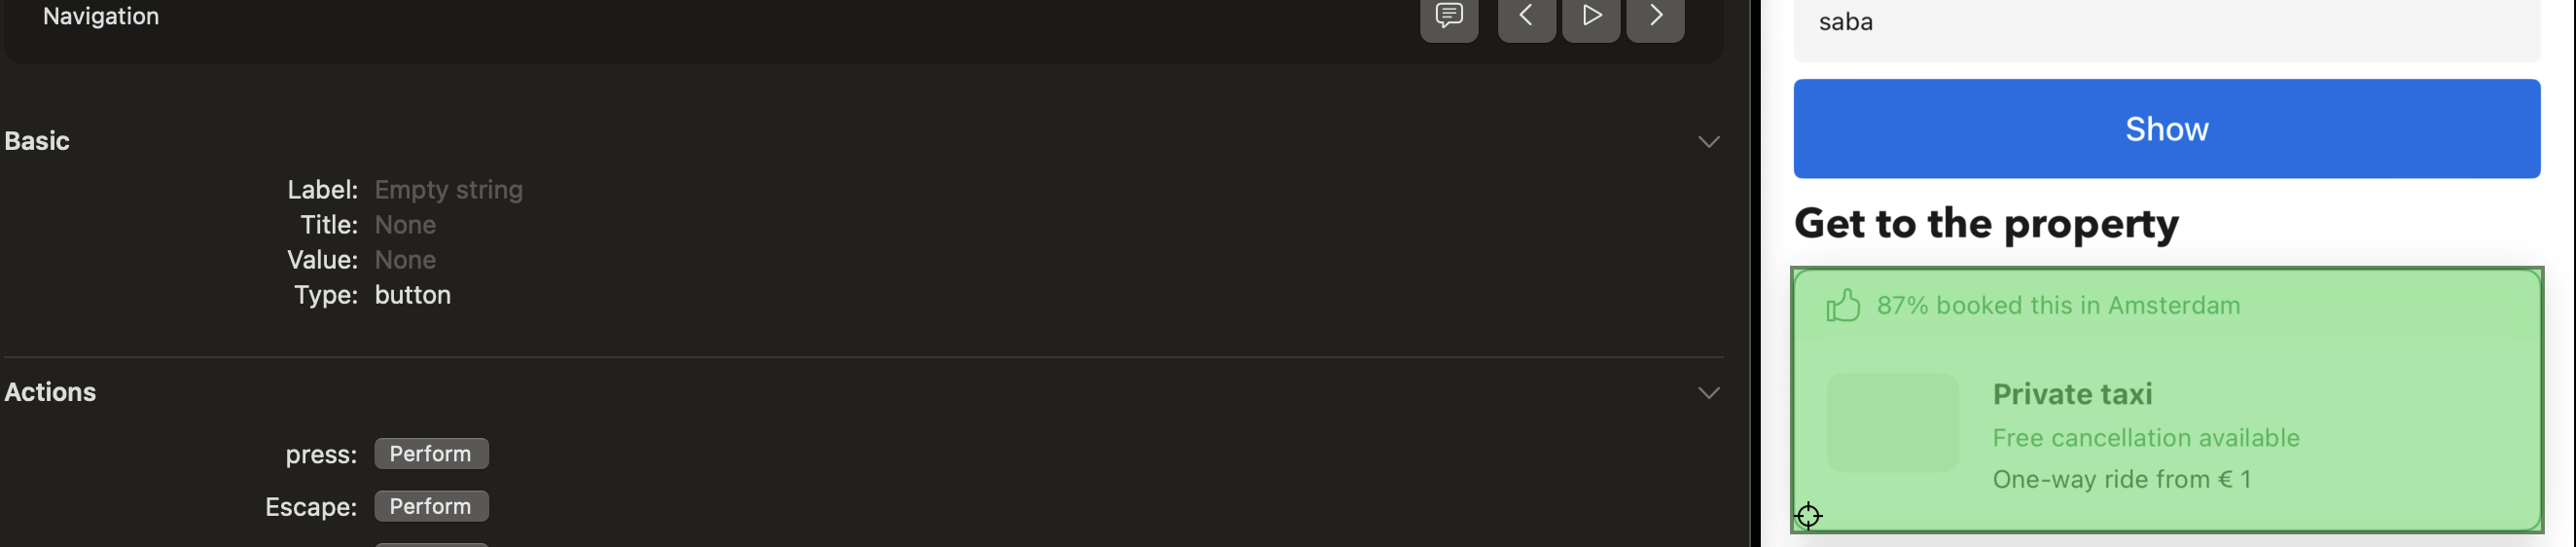 Navigation
Basic
Label: Empty string
Title: None
Value: None
Type: button
Actions
press: Perform
Escape: Perform
saba
Show
Get to the property
87% booked this in Amsterdam
Private taxi
Free cancellation available
One-way ride from € 1